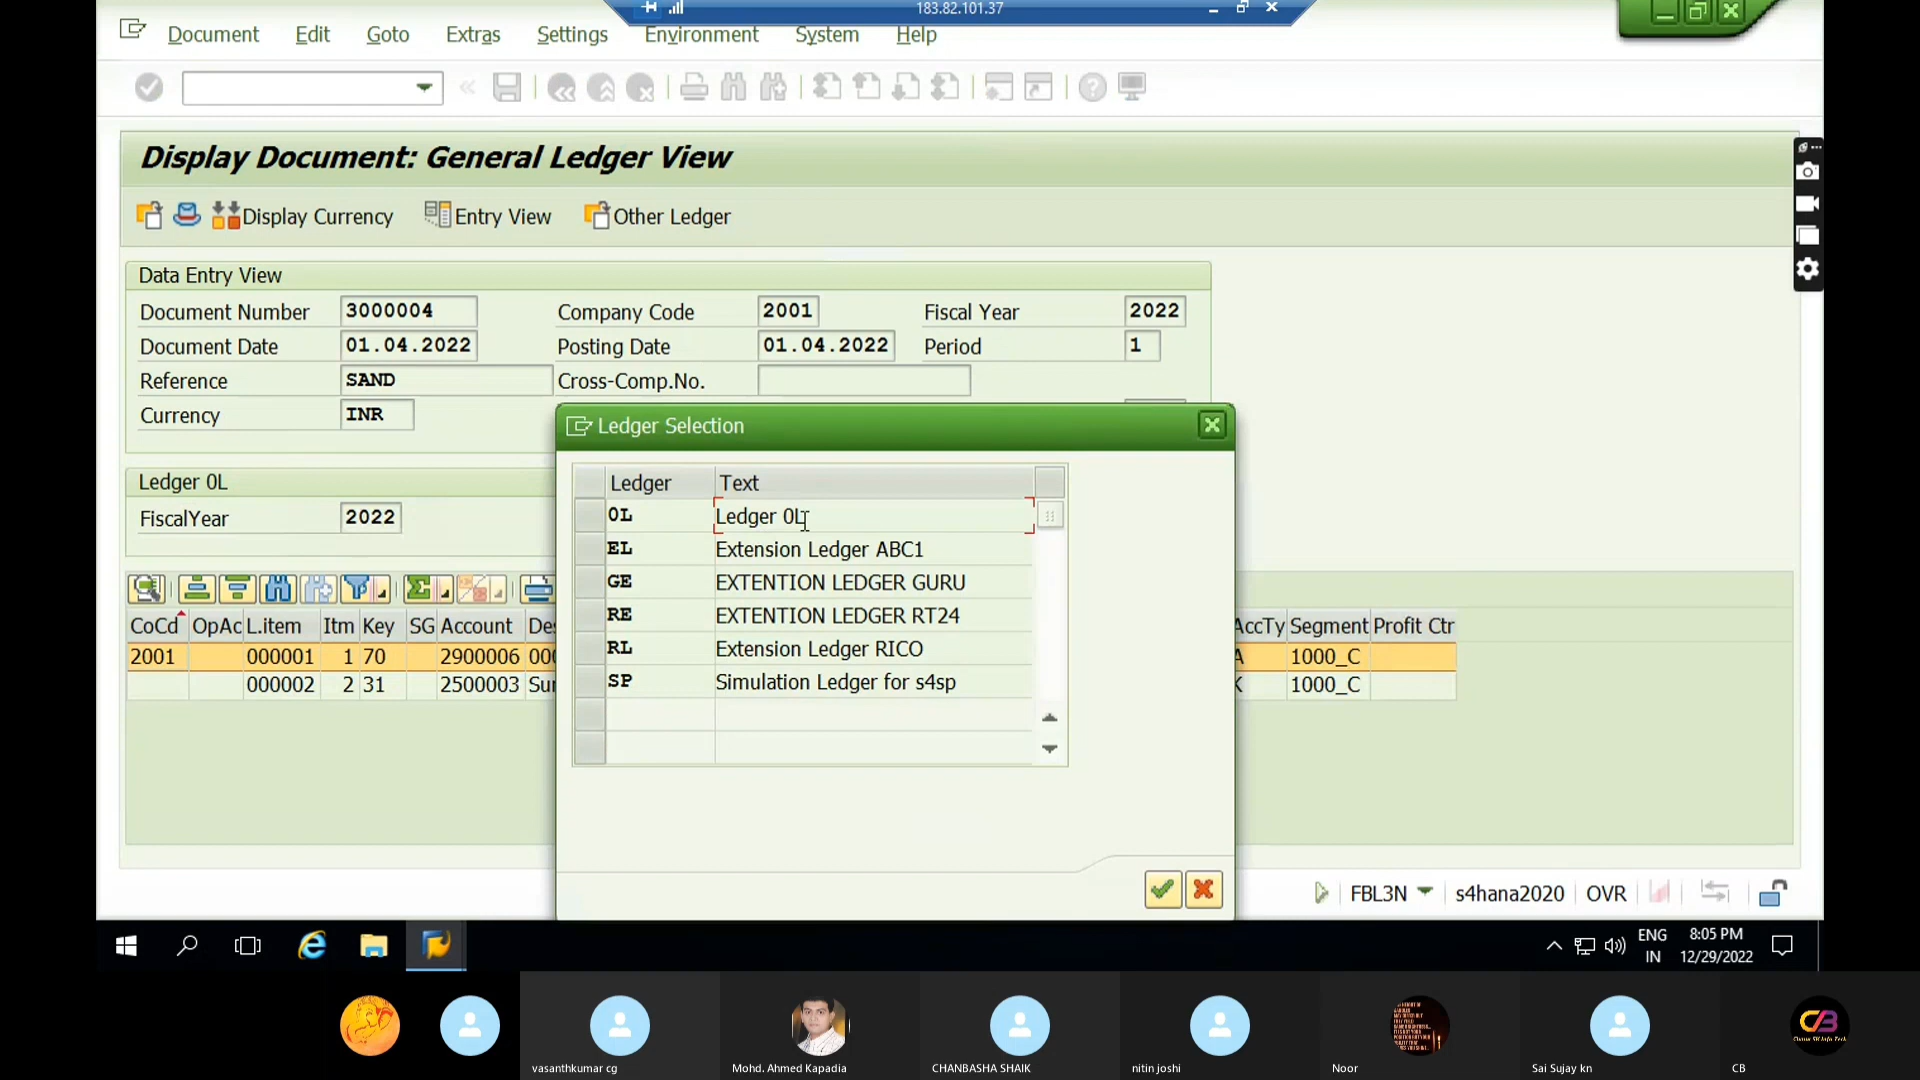 183.82.101.37
Document Edit Goto Extras Settings Environment System Help
Display Document: General Ledger View
Display Currency Entry View Other Ledger
Data Entry View
Document Number 3000004 Company Code 2001 Fiscal Year 2022
Document Date 01.04.2022 Posting Date 01.04.2022 Period 1
Reference SAND Cross-Comp.No.
Currency INR
Ledger 0L
FiscalYear 2022
Ledger Selection
Ledger Text
0L Ledger 0L
EL Extension Ledger ABC1
GE EXTENTION LEDGER GURU
RE EXTENTION LEDGER RT24
RL Extension Ledger RICO
SP Simulation Ledger for s4sp
CoCd OpAc L.item Itm Key SG Account Des AccTy Segment Profit Ctr
2001 000001 1 70 2900006 000 A 1000_C
000002 2 31 2500003 Sun K 1000_C
FBL3N s4hana2020 OVR
ENG 8:05 PM
IN 12/29/2022
vasanthkumar cg Mohd. Ahmed Kapadia CHANBASHA SHAIK nitin joshi Noor Sai Sujay kn CB